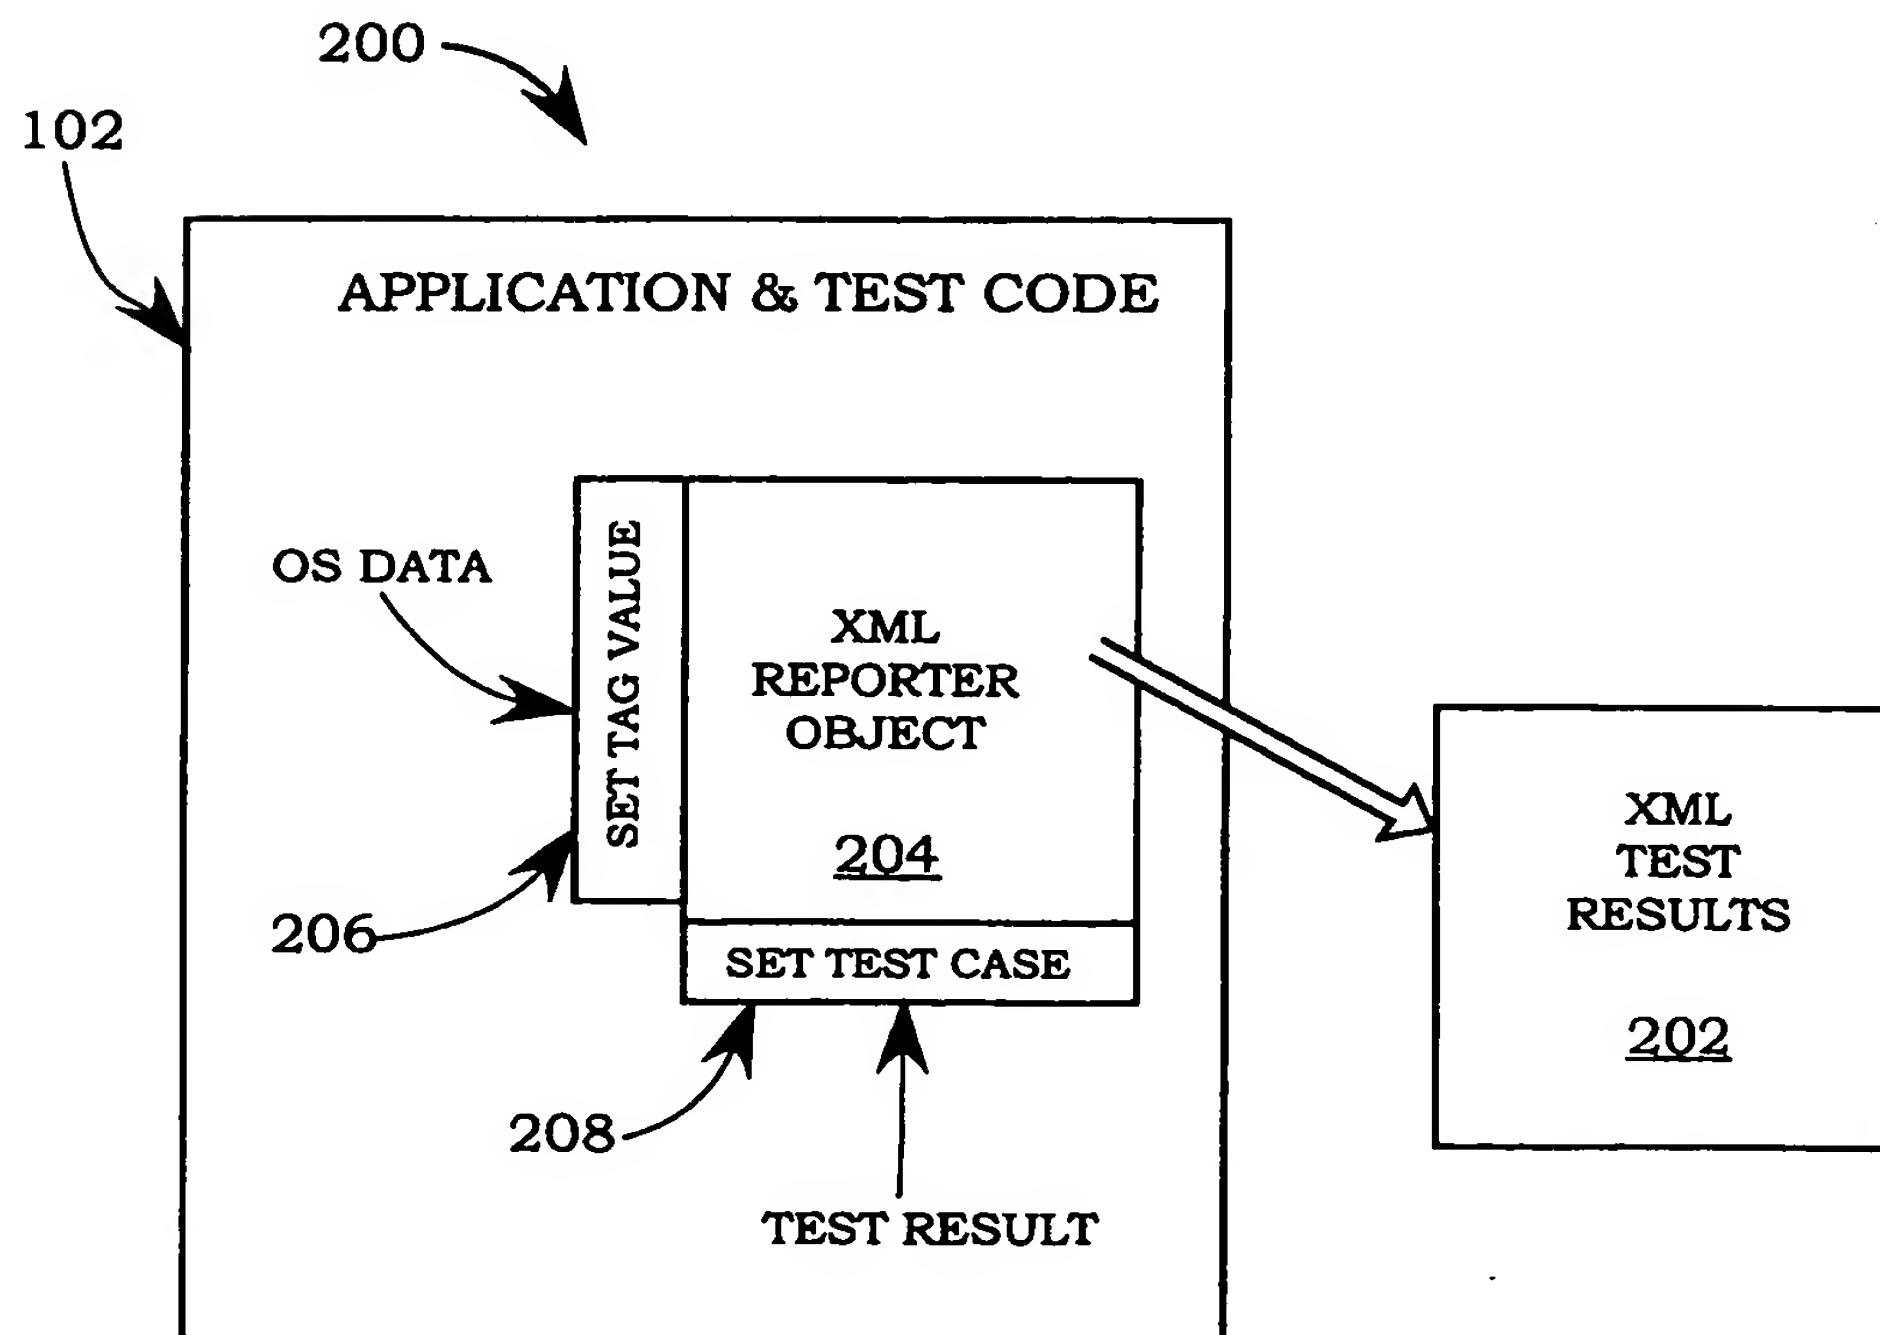 200
102
APPLICATION & TEST CODE
OS DATA
SET TAG VALUE
XML
REPORTER
OBJECT
204
206
SET TEST CASE
208
TEST RESULT
XML
TEST
RESULTS
202